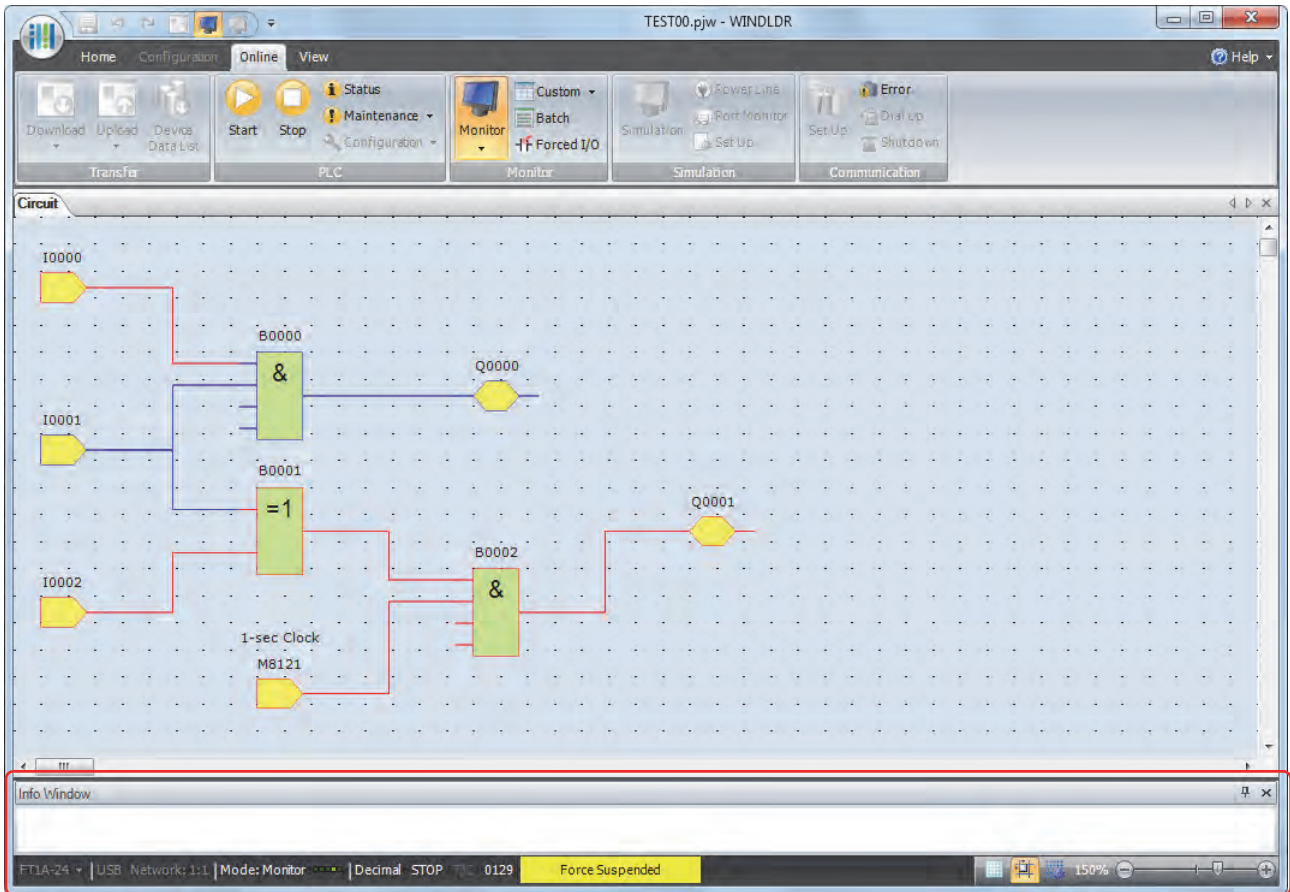 TEST00.pjw - WINDLDR
Home Configuration Online View Help
Download Upload Device Data List
Transfer
Start Stop Status
Maintenance
Configuration
PLC
Monitor Custom
Batch
Forced I/O
Monitor
Simulation Power Line
Port Monitor
Set Up
Simulation
Set Up Error
Dial up
Shutdown
Communication
Circuit
I0000
B0000
&
Q0000
I0001
B0001
=1
Q0001
B0002
&
I0002
1-sec Clock
M8121
Info Window
FT1A-24 USB Network: 1:1 Mode: Monitor Decimal STOP 0129 Force Suspended 150%